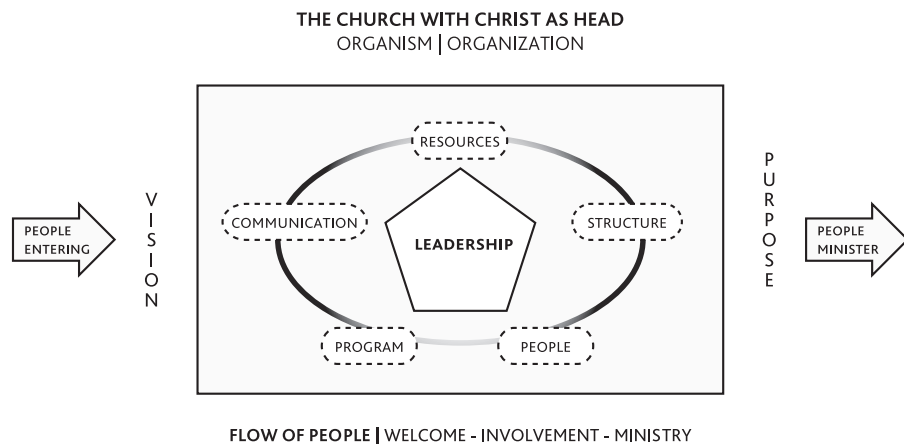 THE CHURCH WITH CHRIST AS HEAD
ORGANISM | ORGANIZATION
RESOURCES
COMMUNICATION
STRUCTURE
LEADERSHIP
PROGRAM
PEOPLE
VISION
PURPOSE
PEOPLE
ENTERING
PEOPLE
MINISTER
FLOW OF PEOPLE | WELCOME - INVOLVEMENT - MINISTRY